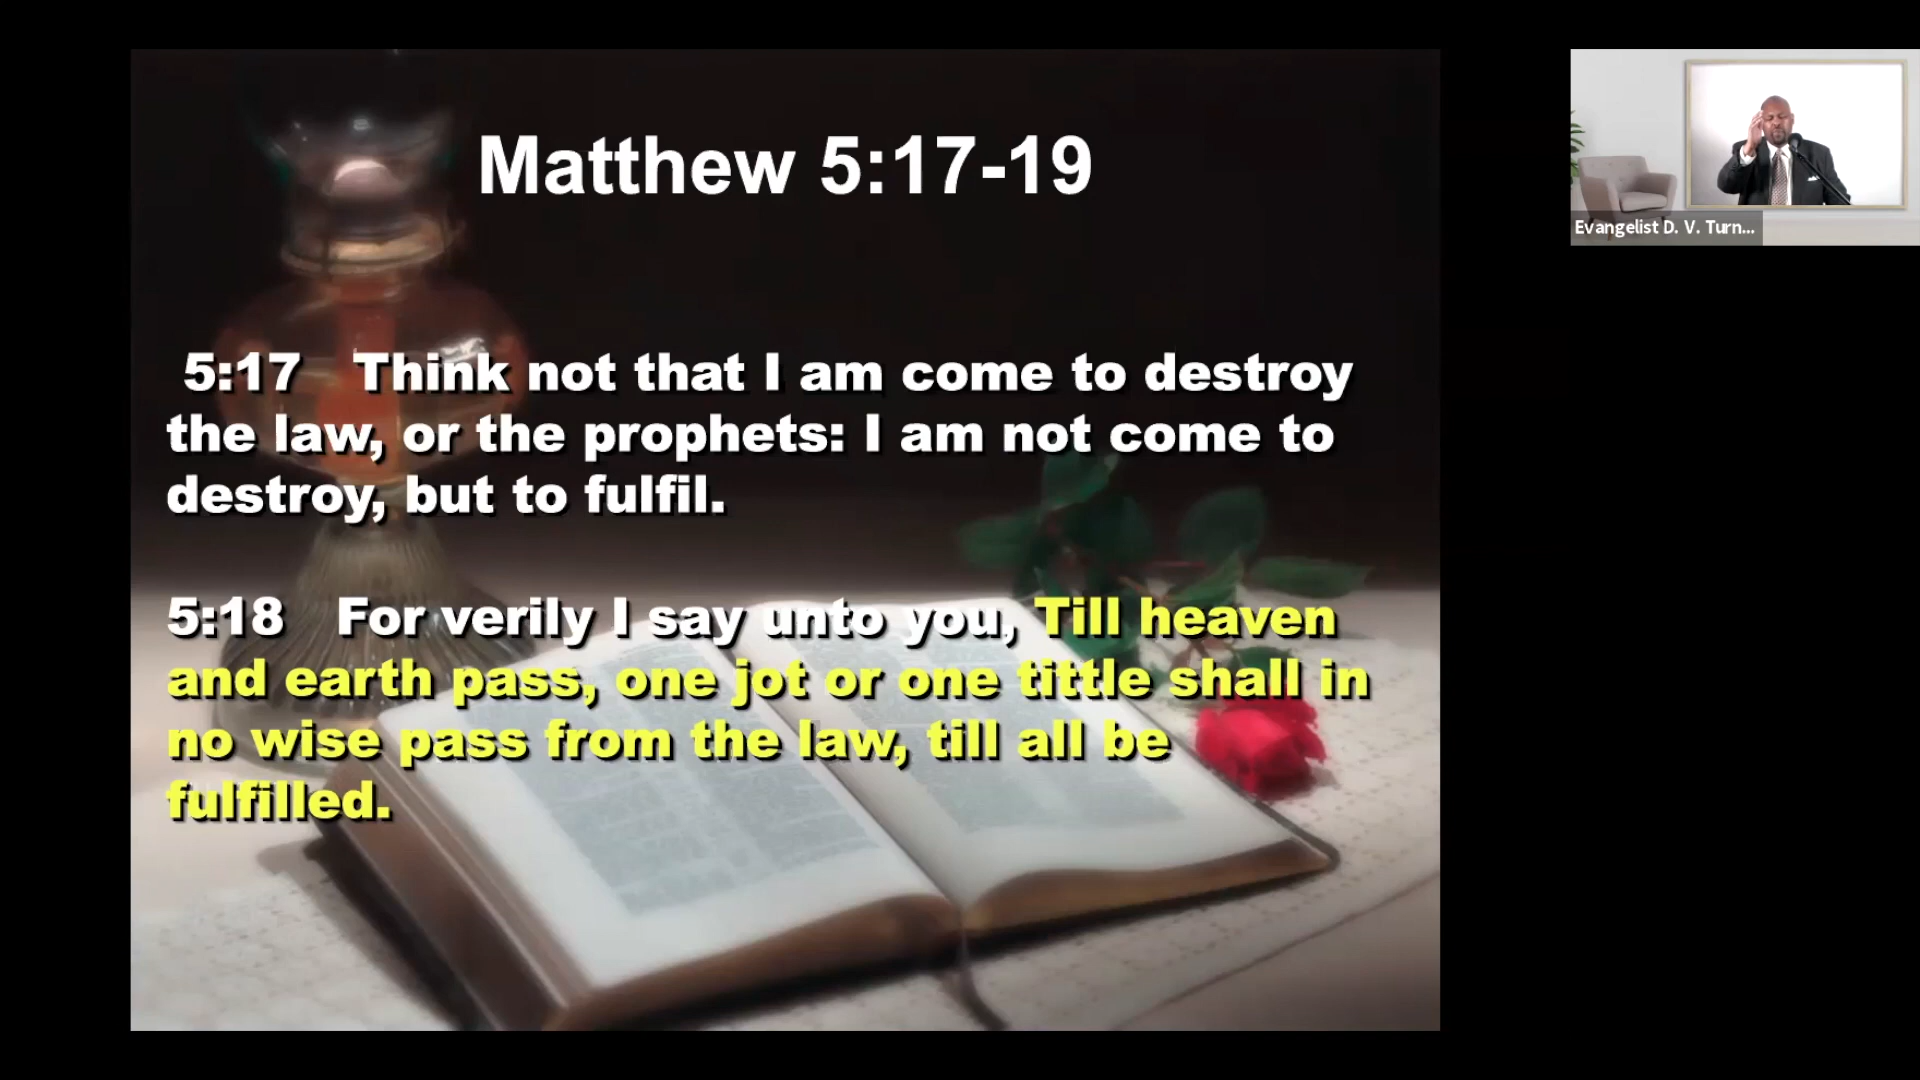 Matthew 5:17-19
5:17 Think not that I am come to destroy
the law, or the prophets: I am not come to
destroy, but to fulfil.
5:18 For verily I say unto you, Till heaven
and earth pass, one jot or one tittle shall in
no wise pass from the law, till all be
fulfilled.
Evangelist D. V. Turn...